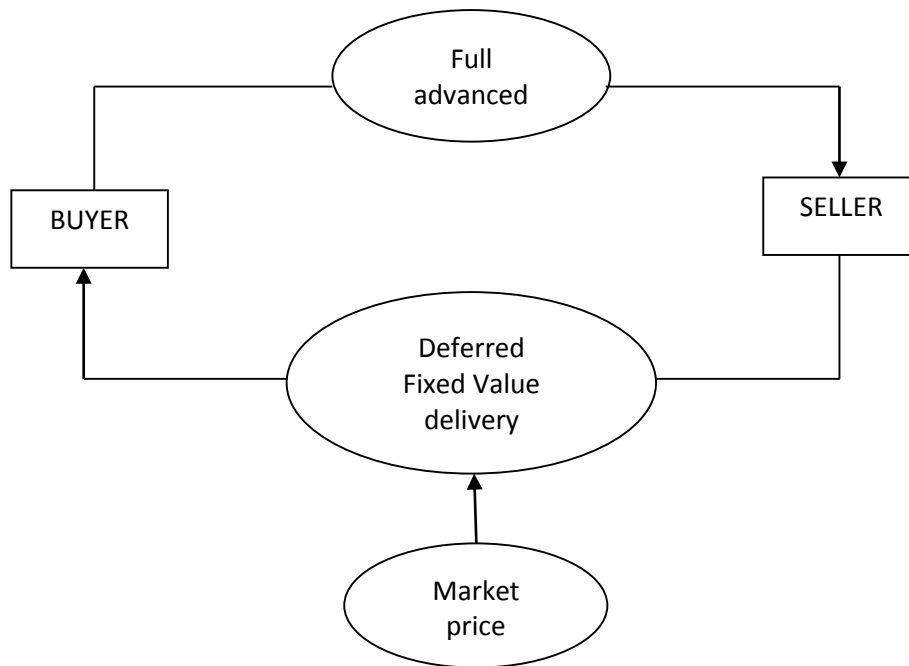 Full
advanced
BUYER
SELLER
Deferred
Fixed Value
delivery
Market
price